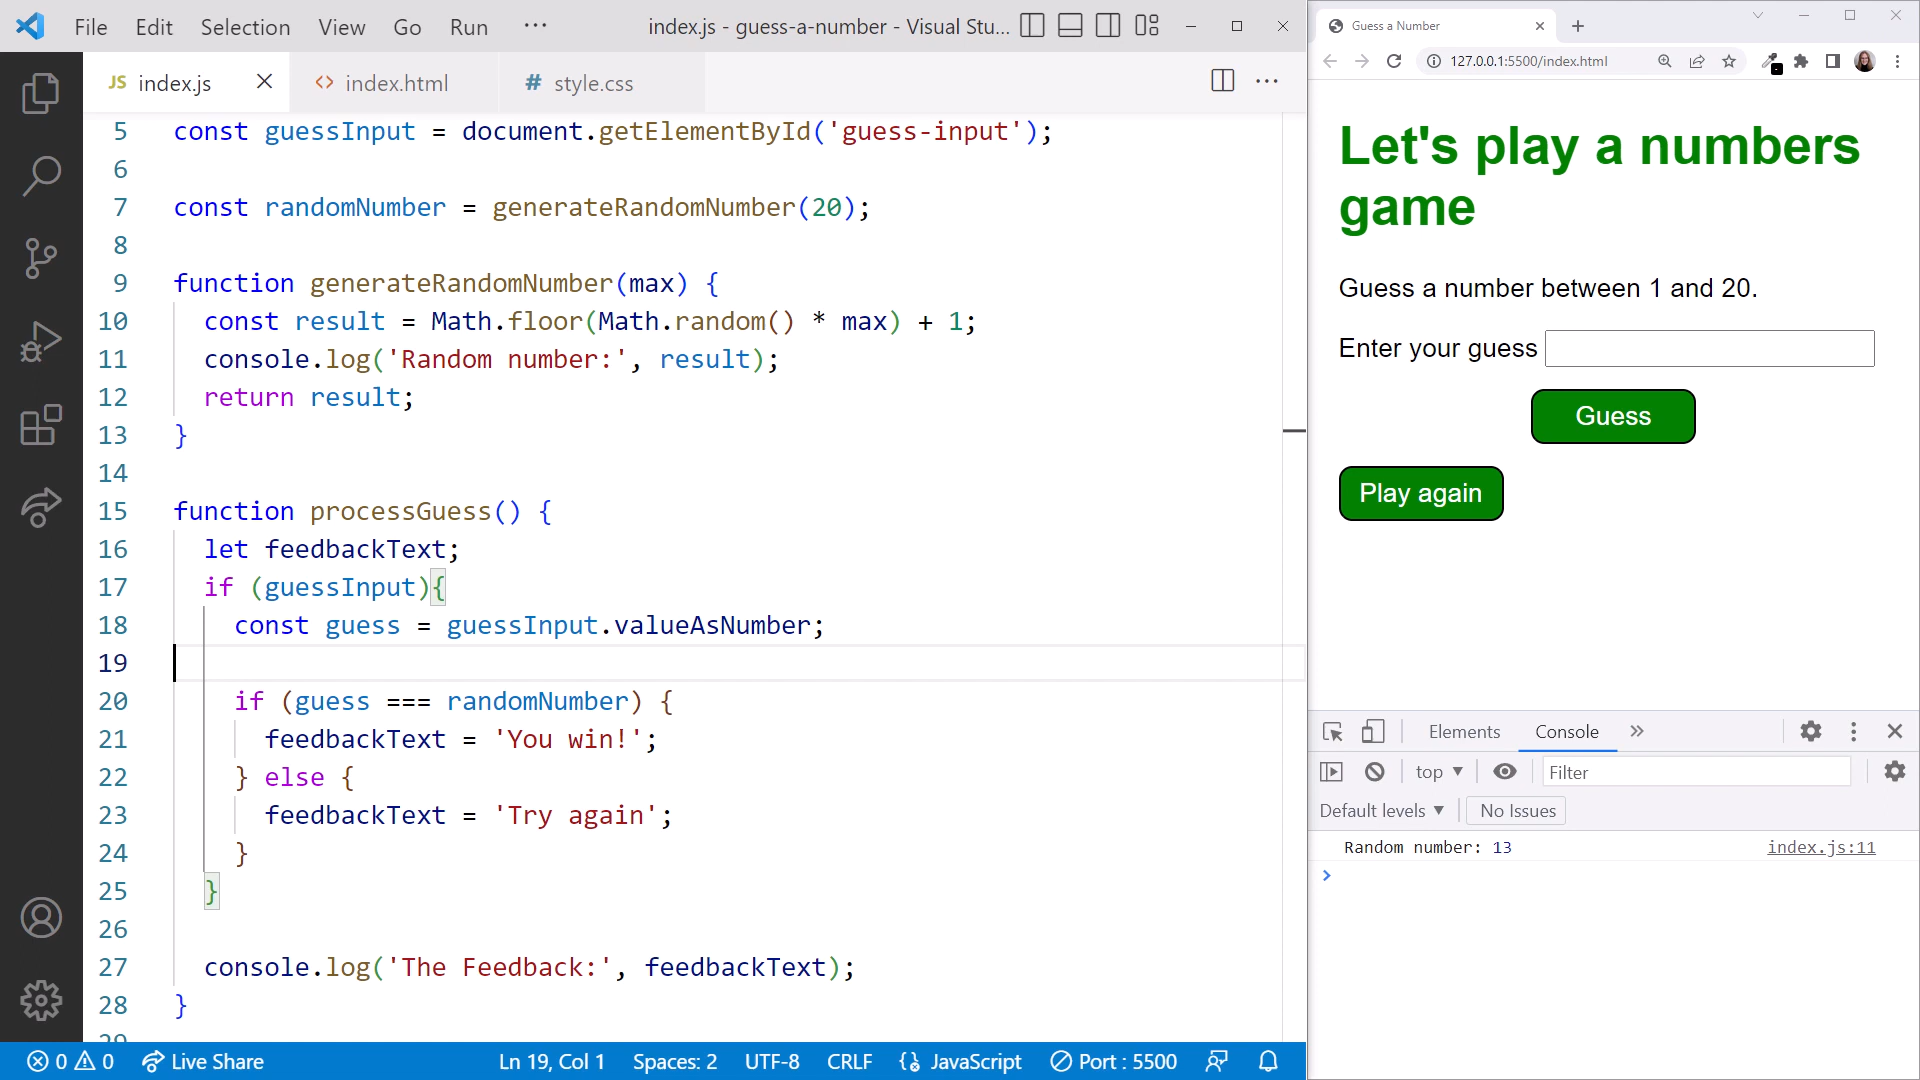 File Edit Selection View Go Run ··· index.js - guess-a-number - Visual Stu...
JS index.js <> index.html # style.css
5 const guessInput = document.getElementById('guess-input');
6
7 const randomNumber = generateRandomNumber(20);
8
9 function generateRandomNumber(max) {
10 const result = Math.floor(Math.random() * max) + 1;
11 console.log('Random number:', result);
12 return result;
13 }
14
15 function processGuess() {
16 let feedbackText;
17 if (guessInput){
18 const guess = guessInput.valueAsNumber;
19
20 if (guess === randomNumber) {
21 feedbackText = 'You win!';
22 } else {
23 feedbackText = 'Try again';
24 }
25 }
26
27 console.log('The Feedback:', feedbackText);
28 }
0 0 Live Share Ln 19, Col 1 Spaces: 2 UTF-8 CRLF JavaScript Port : 5500
Guess a Number
127.0.0.1:5500/index.html
Let's play a numbers
game
Guess a number between 1 and 20.
Enter your guess
Guess
Play again
Elements Console
top Filter
Default levels No Issues
Random number: 13 index.js:11